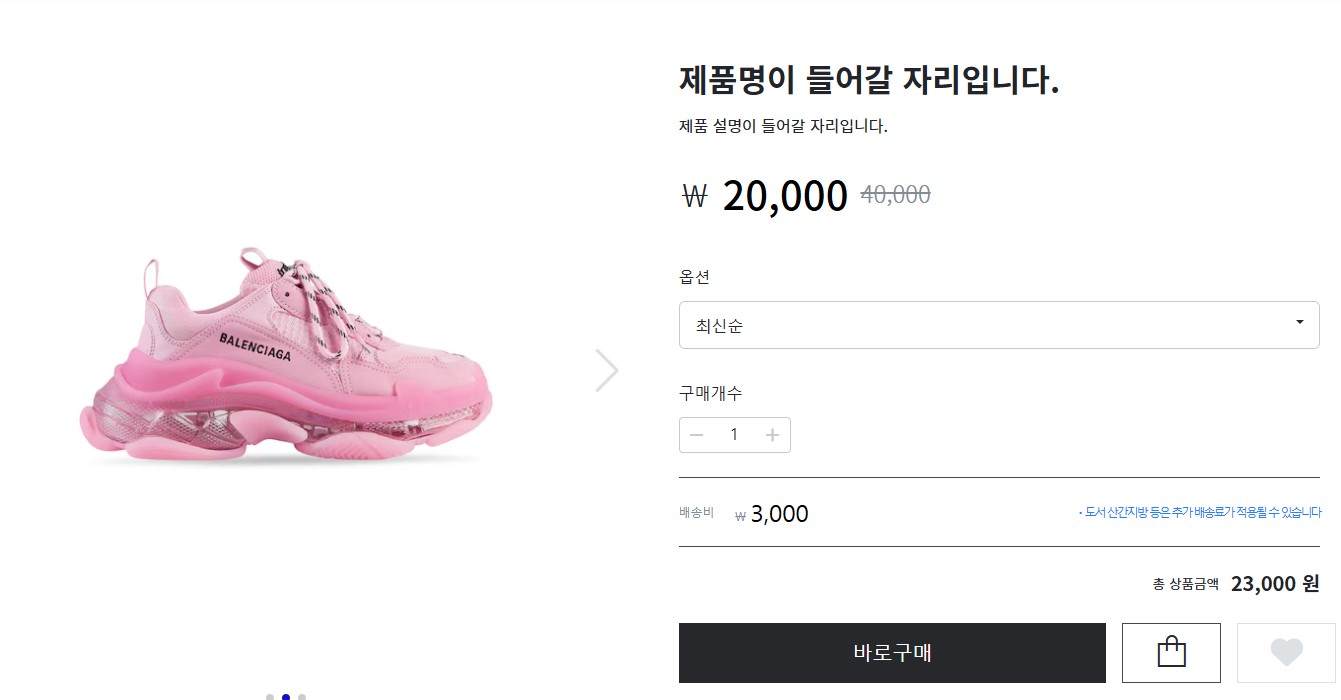 제품명이 들어갈 자리입니다.
제품 설명이 들어갈 자리입니다.
₩ 20,000 40,000
옵션
최신순
BALENCIAGA
구매개수
1
배송비 ₩ 3,000 · 도서 산간지방 등은 추가 배송료가 적용될 수 있습니다
총 상품금액 23,000 원
바로구매